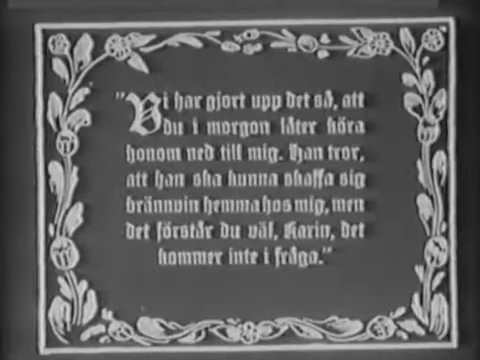 "Vi har gjort upp det så, att
du i morgon låter köra
honom ned till mig. Han tror,
att han ska kunna skaffa sig
brännvin hemma hos mig, men
det förstår du väl, Karin, det
kommer inte i fråga."